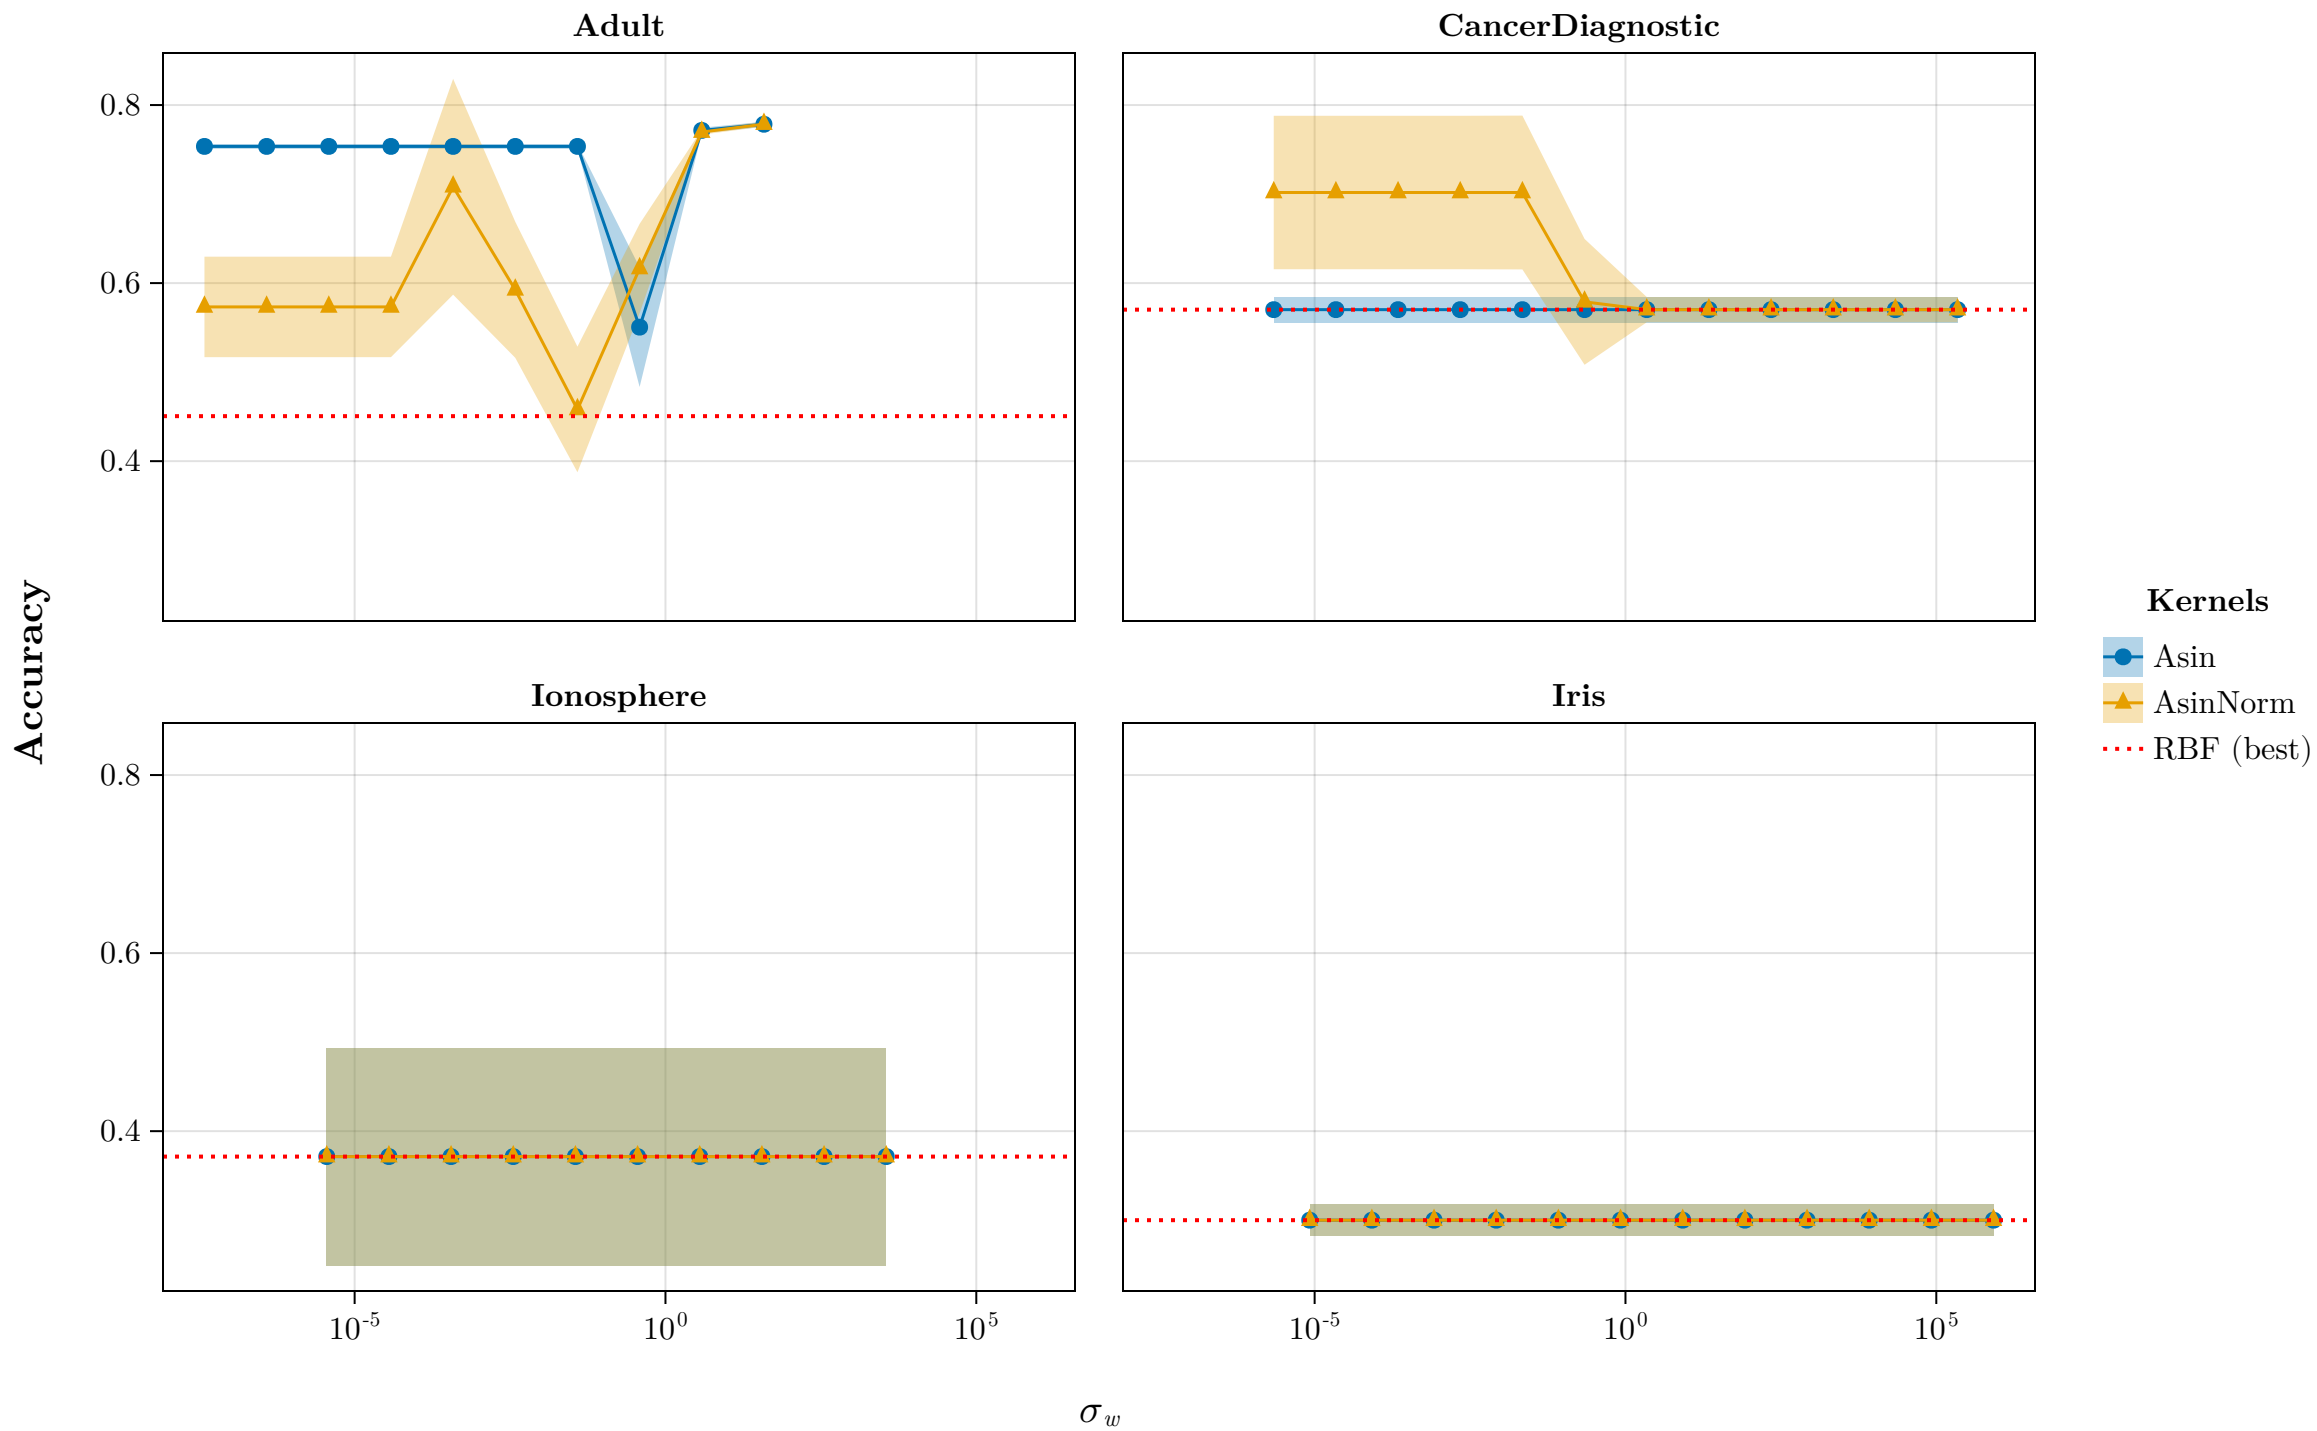 Adult
CancerDiagnostic
0.8
0.6
0.4
Accuracy
Ionosphere
Iris
0.8
0.6
0.4
10^-5
10^0
10^5
10^-5
10^0
10^5
σ_w
Kernels
Asin
AsinNorm
RBF (best)